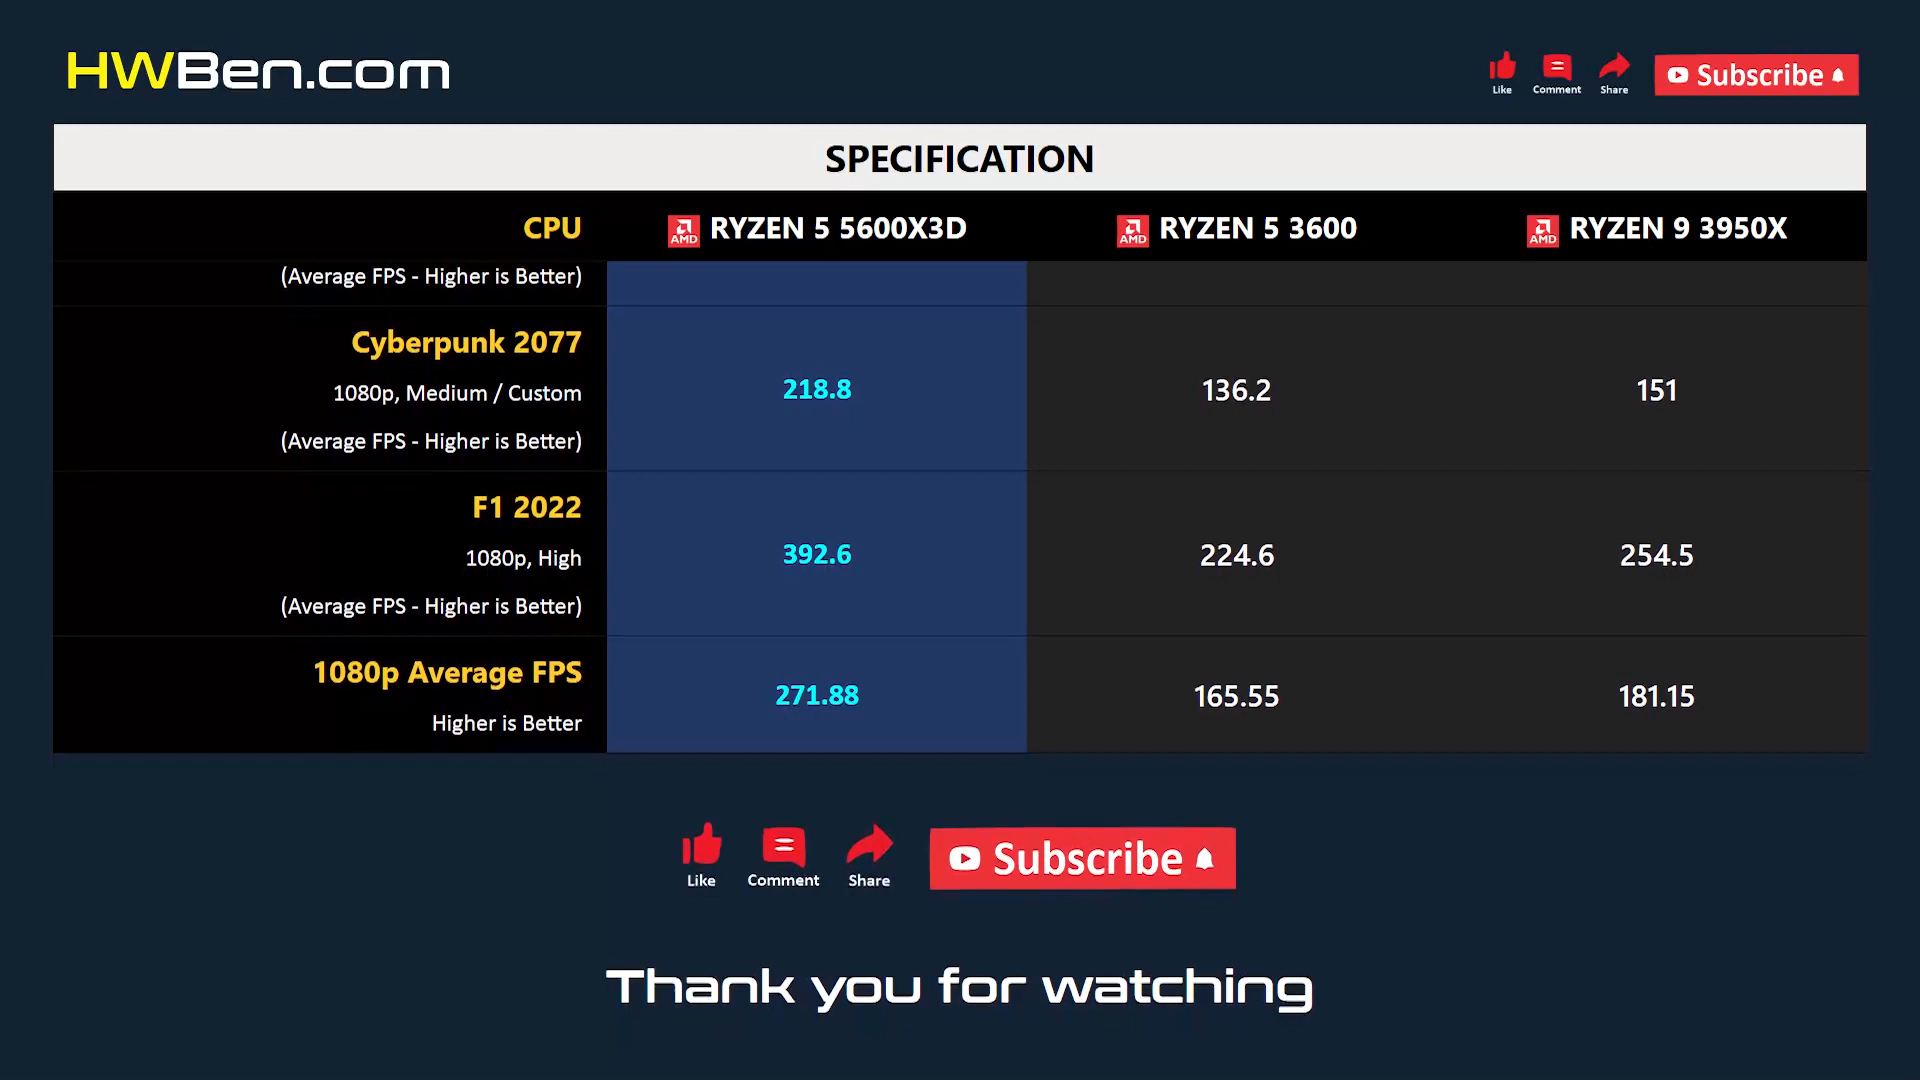 HWBen.com
Like Comment Share Subscribe
SPECIFICATION
CPU AMD RYZEN 5 5600X3D AMD RYZEN 5 3600 AMD RYZEN 9 3950X
(Average FPS - Higher is Better)
Cyberpunk 2077
1080p, Medium / Custom 218.8 136.2 151
(Average FPS - Higher is Better)
F1 2022
1080p, High 392.6 224.6 254.5
(Average FPS - Higher is Better)
1080p Average FPS 271.88 165.55 181.15
Higher is Better
Like Comment Share Subscribe
Thank you for watching